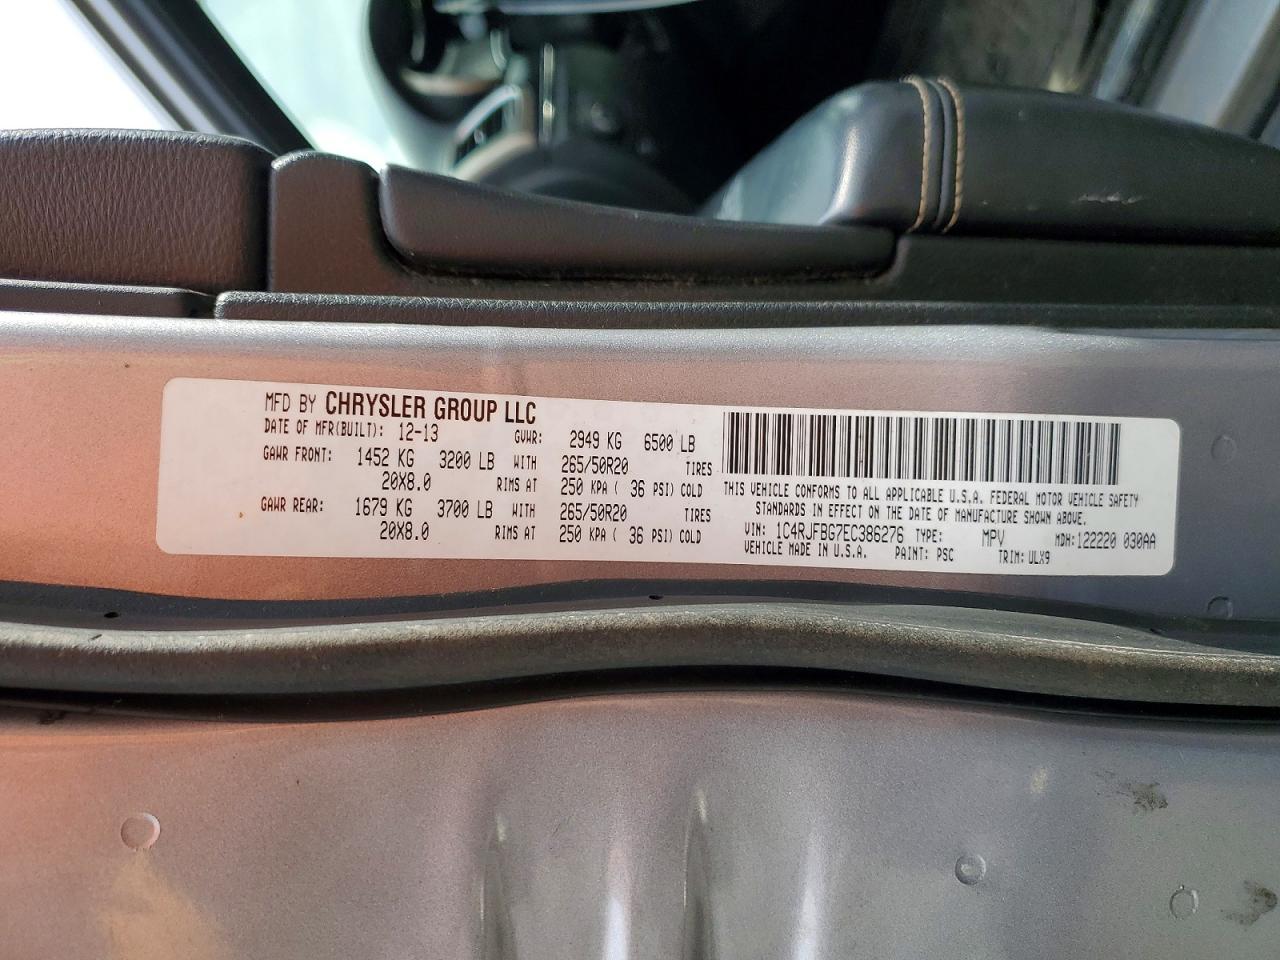 MFD BY CHRYSLER GROUP LLC
DATE OF MFR(BUILT): 12-13 GVWR: 2949 KG 6500 LB
GAWR FRONT: 1452 KG 3200 LB WITH 265/50R20 TIRES
20X8.0 RIMS AT 250 KPA ( 36 PSI) COLD
GAWR REAR: 1679 KG 3700 LB WITH 265/50R20 TIRES
20X8.0 RIMS AT 250 KPA ( 36 PSI) COLD
THIS VEHICLE CONFORMS TO ALL APPLICABLE U.S.A. FEDERAL MOTOR VEHICLE SAFETY
STANDARDS IN EFFECT ON THE DATE OF MANUFACTURE SHOWN ABOVE.
VIN: 1C4RJFBG7EC386276 TYPE: MPV MDH:122220 030AA
VEHICLE MADE IN U.S.A. PAINT: PSC TRIM: ULX9